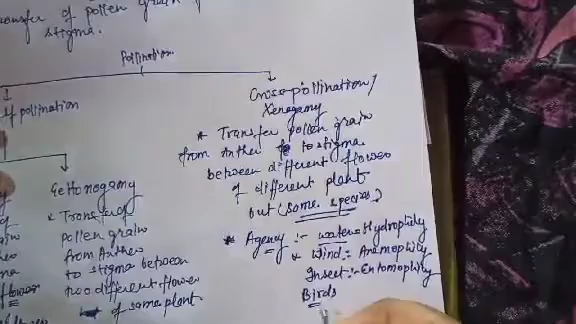 transfer of pollen grain
stigma.
Pollination
lf pollination
Cross-pollination/
Xenogamy
* Transfer pollen grain
from Anther to stigma
between different flower
of different plant
but (same species)
* Agency :- water = Hydrophily
* Wind :- Anemophily
Insect :- Entomophily
Birds
Geitonogamy
* Transfer of
pollen grain
from Anther
to stigma between
two different flower
of same plant